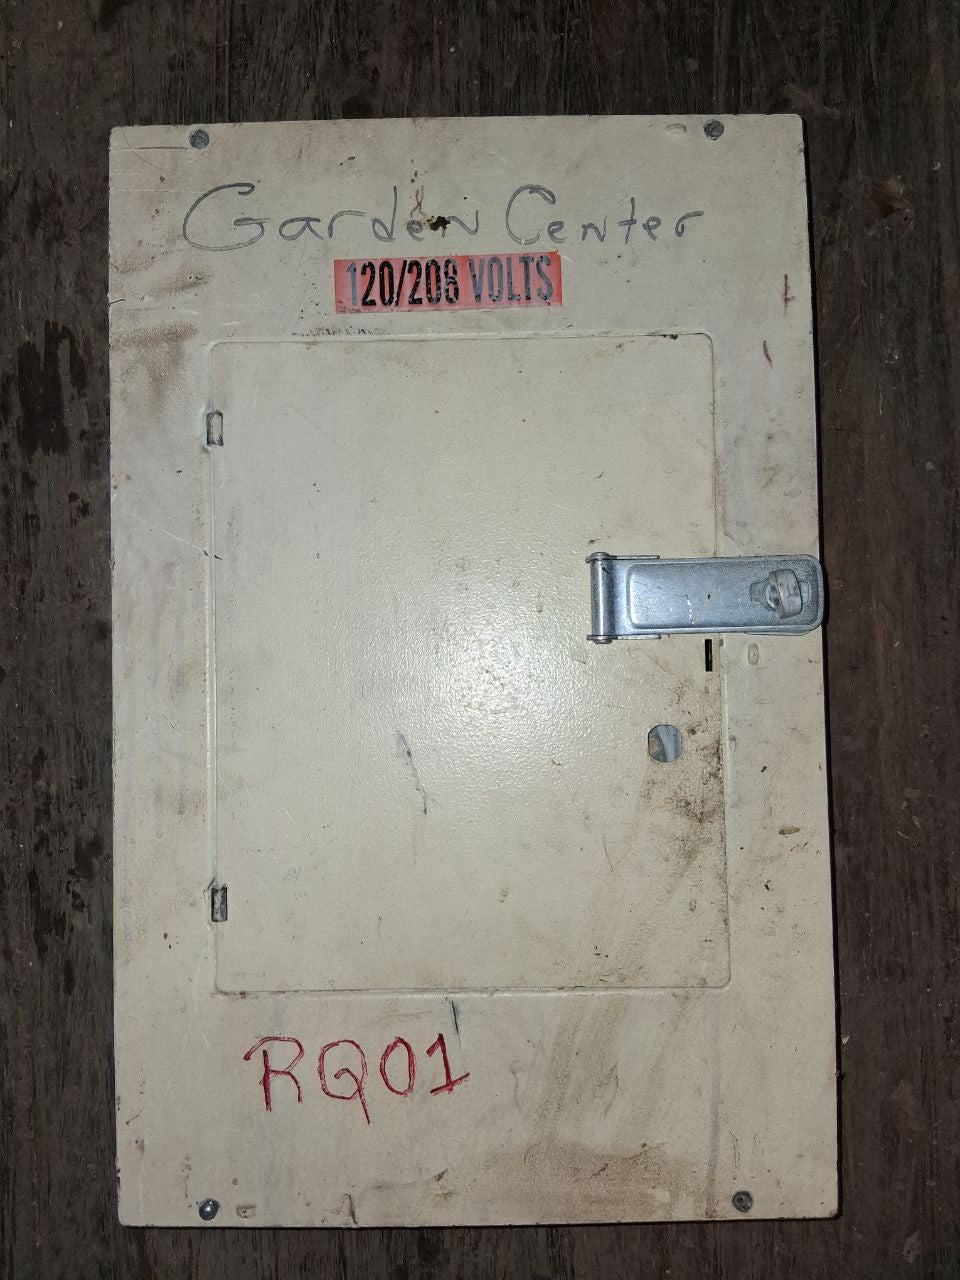 Garden Center
120/208 VOLTS
RQ01